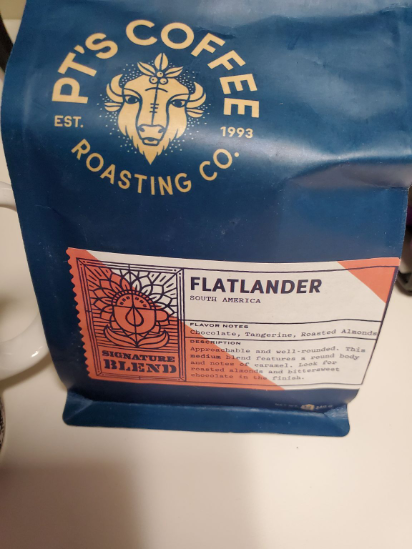 PT'S COFFEE
EST. 1993
ROASTING CO.
FLATLANDER
SOUTH AMERICA
FLAVOR NOTES
Chocolate, Tangerine, Roasted Almonds
DESCRIPTION
Approachable and well-rounded. This
medium blend features a round body
and notes of caramel. Look for
roasted almonds and bittersweet
chocolate in the finish.
SIGNATURE
BLEND